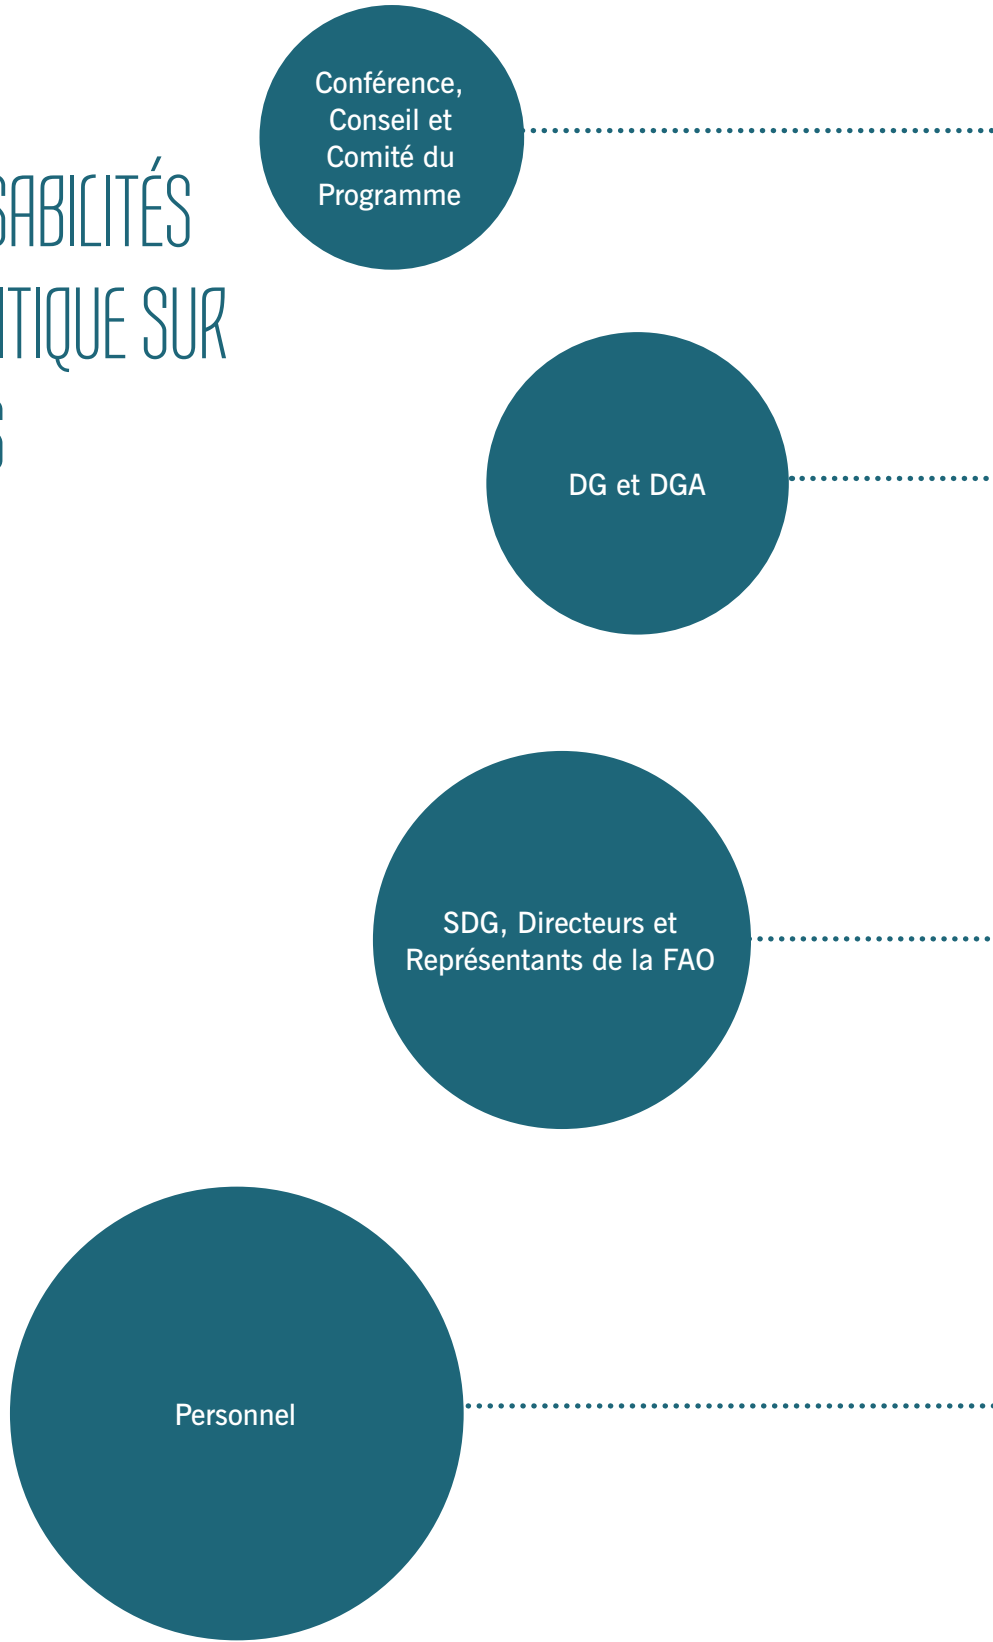 SABILITÉS
ITIQUE SUR
S
Conférence,
Conseil et
Comité du
Programme
DG et DGA
SDG, Directeurs et
Représentants de la FAO
Personnel